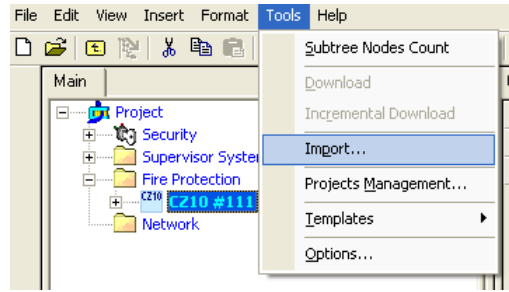 File Edit View Insert Format Tools Help
Subtree Nodes Count
Download
Incremental Download
Import...
Projects Management...
Templates
Options...
Main
Project
Security
Supervisor Syste
Fire Protection
CZ10 CZ10 #111
Network